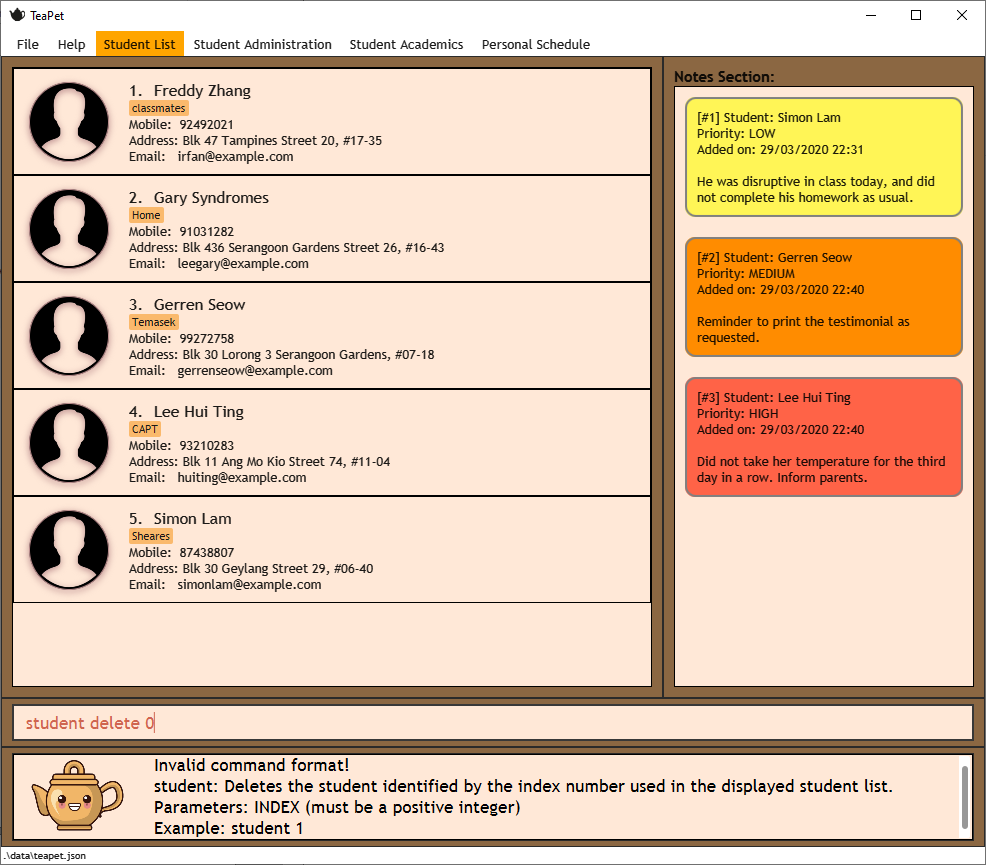 TeaPet
File Help Student List Student Administration Student Academics Personal Schedule
1. Freddy Zhang
classmates
Mobile: 92492021
Address: Blk 47 Tampines Street 20, #17-35
Email: irfan@example.com
2. Gary Syndromes
Home
Mobile: 91031282
Address: Blk 436 Serangoon Gardens Street 26, #16-43
Email: leegary@example.com
3. Gerren Seow
Temasek
Mobile: 99272758
Address: Blk 30 Lorong 3 Serangoon Gardens, #07-18
Email: gerrenseow@example.com
4. Lee Hui Ting
CAPT
Mobile: 93210283
Address: Blk 11 Ang Mo Kio Street 74, #11-04
Email: huiting@example.com
5. Simon Lam
Sheares
Mobile: 87438807
Address: Blk 30 Geylang Street 29, #06-40
Email: simonlam@example.com
Notes Section:
[#1] Student: Simon Lam
Priority: LOW
Added on: 29/03/2020 22:31
He was disruptive in class today, and did
not complete his homework as usual.
[#2] Student: Gerren Seow
Priority: MEDIUM
Added on: 29/03/2020 22:40
Reminder to print the testimonial as
requested.
[#3] Student: Lee Hui Ting
Priority: HIGH
Added on: 29/03/2020 22:40
Did not take her temperature for the third
day in a row. Inform parents.
student delete 0
Invalid command format!
student: Deletes the student identified by the index number used in the displayed student list.
Parameters: INDEX (must be a positive integer)
Example: student 1
.\data\teapet.json